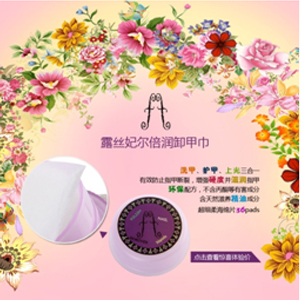 露丝妃尔倍润卸甲巾
洗甲、护甲、上光三合一
有效防止指甲断裂,增强硬度并滋润指甲
环保配方,不含丙酮等有害成分
含天然滋养精油成分
超细柔海绵片36pads
点击查看惊喜体验价